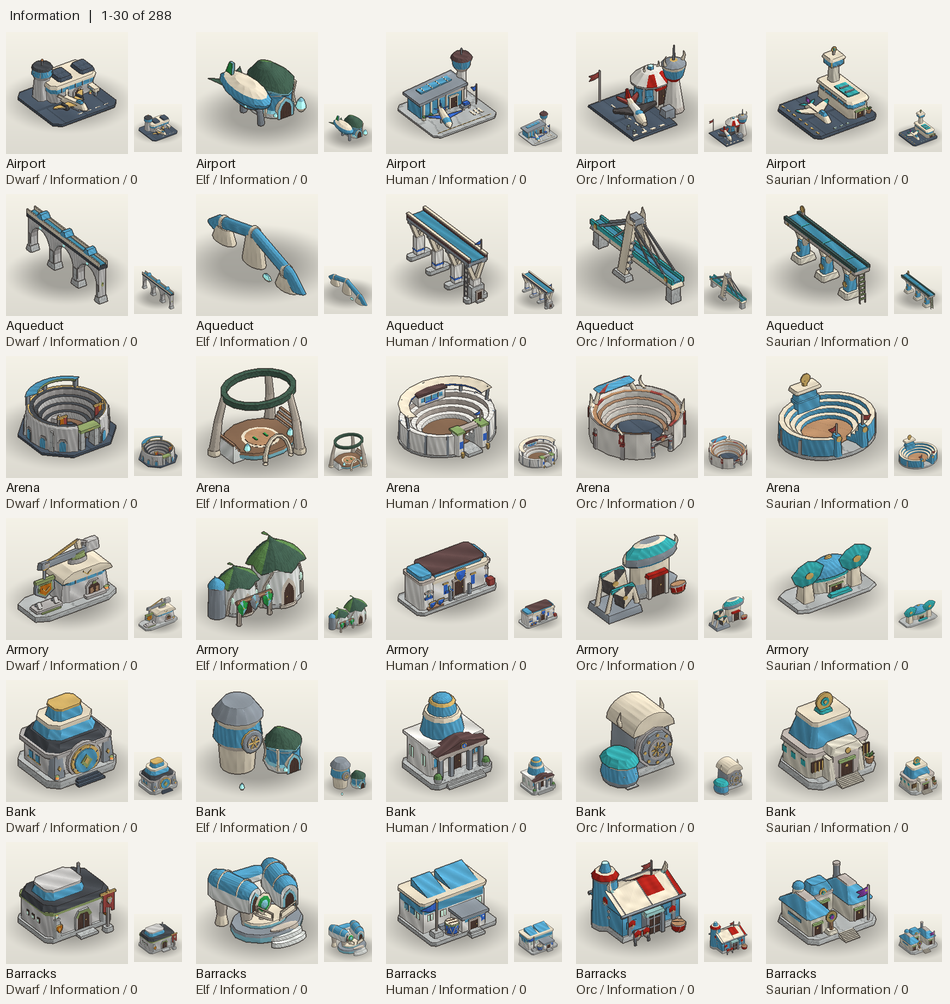 Information | 1-30 of 288
Airport Airport Airport Airport Airport
Dwarf / Information / 0 Elf / Information / 0 Human / Information / 0 Orc / Information / 0 Saurian / Information / 0
Aqueduct Aqueduct Aqueduct Aqueduct Aqueduct
Dwarf / Information / 0 Elf / Information / 0 Human / Information / 0 Orc / Information / 0 Saurian / Information / 0
Arena Arena Arena Arena Arena
Dwarf / Information / 0 Elf / Information / 0 Human / Information / 0 Orc / Information / 0 Saurian / Information / 0
Armory Armory Armory Armory Armory
Dwarf / Information / 0 Elf / Information / 0 Human / Information / 0 Orc / Information / 0 Saurian / Information / 0
Bank Bank Bank Bank Bank
Dwarf / Information / 0 Elf / Information / 0 Human / Information / 0 Orc / Information / 0 Saurian / Information / 0
Barracks Barracks Barracks Barracks Barracks
Dwarf / Information / 0 Elf / Information / 0 Human / Information / 0 Orc / Information / 0 Saurian / Information / 0